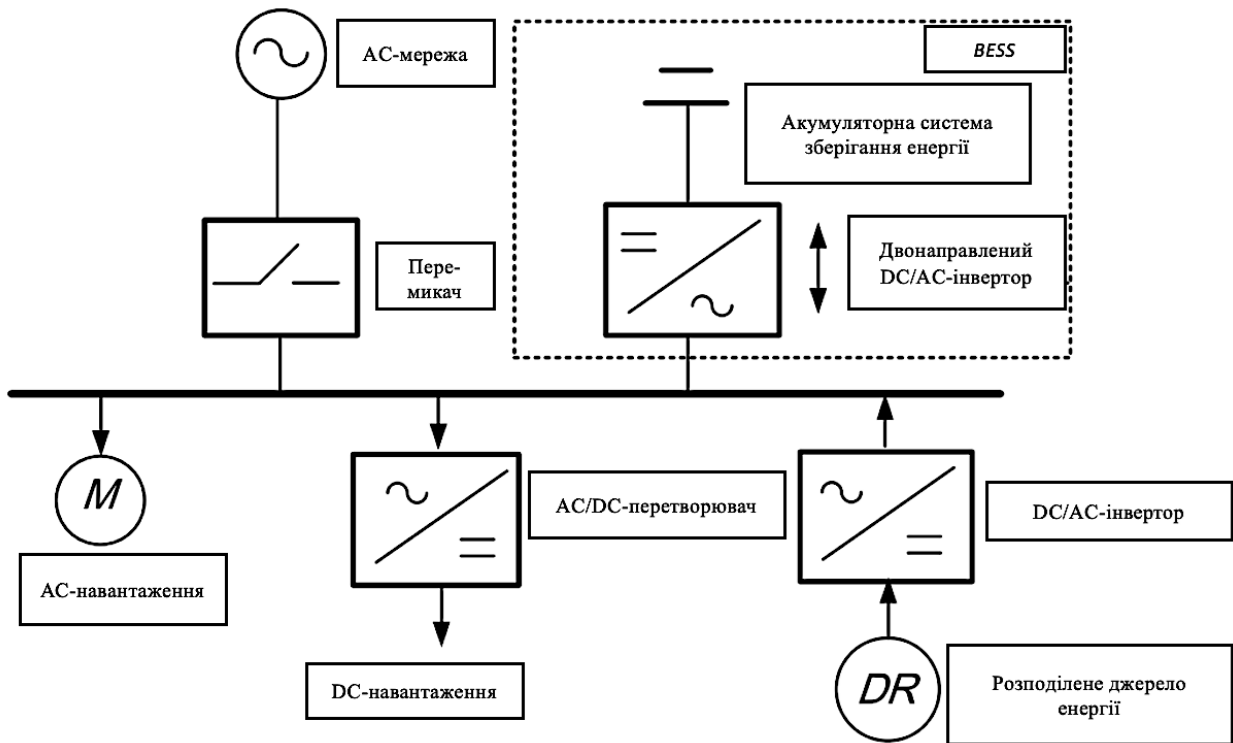 AC-мережа
BESS
Акумуляторна система
зберігання енергії
Пере-
микач
Двонаправлений
DC/AC-інвертор
M
AC/DC-перетворювач
DC/AC-інвертор
AC-навантаження
DC-навантаження
DR
Розподілене джерело
енергії